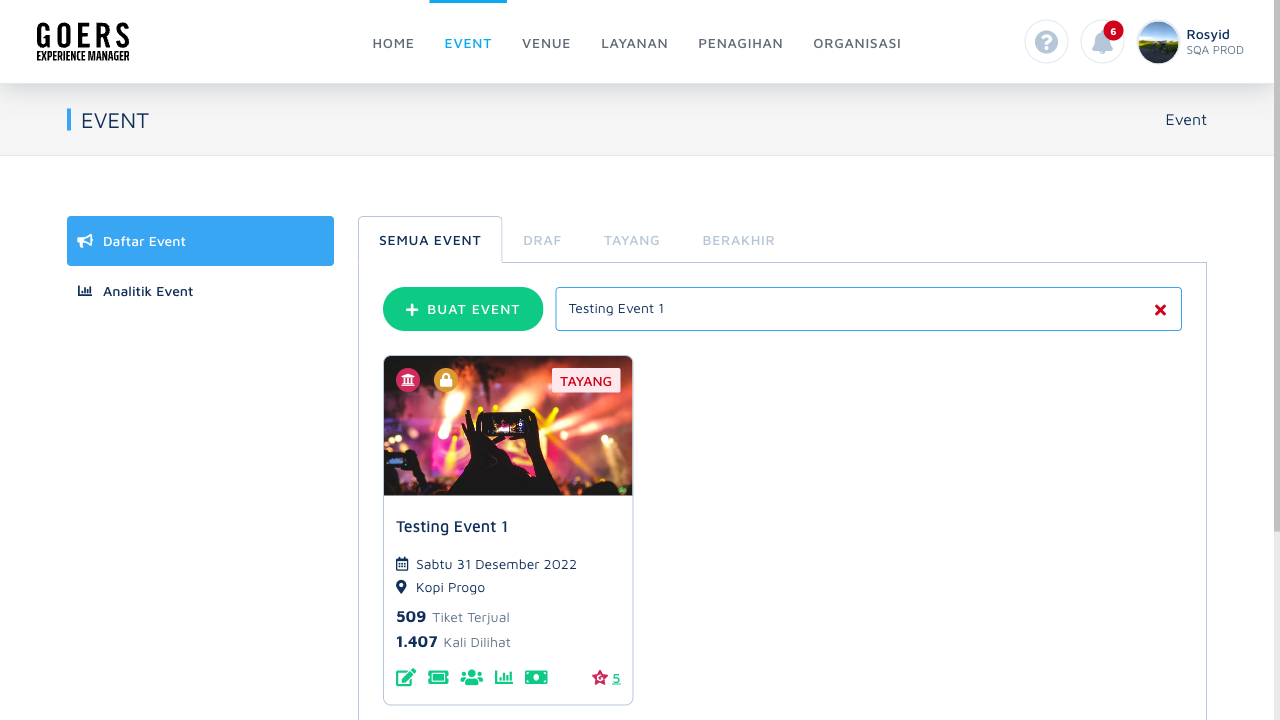 GOERS
EXPERIENCE MANAGER
HOME EVENT VENUE LAYANAN PENAGIHAN ORGANISASI
6
Rosyid
SQA PROD
EVENT
Event
Daftar Event
Analitik Event
SEMUA EVENT DRAF TAYANG BERAKHIR
BUAT EVENT
Testing Event 1
TAYANG
Testing Event 1
Sabtu 31 Desember 2022
Kopi Progo
509 Tiket Terjual
1.407 Kali Dilihat
5